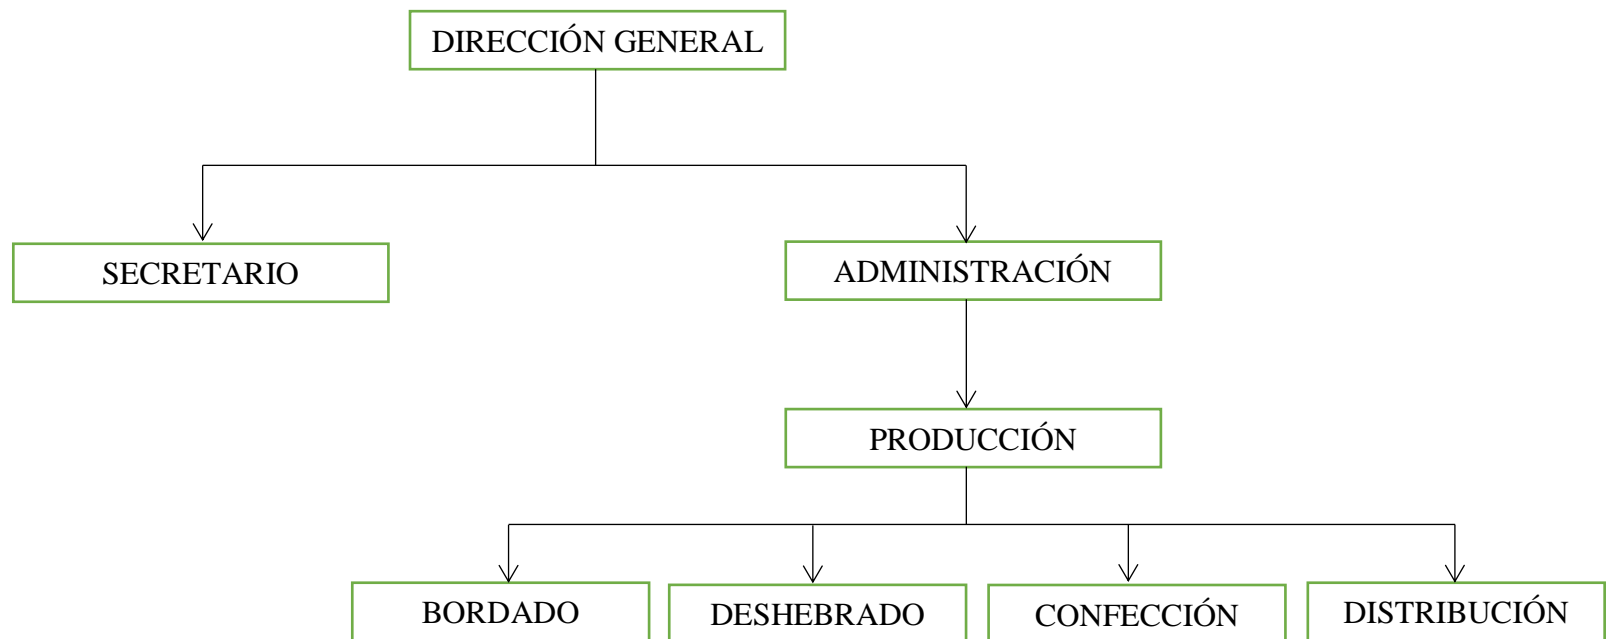 DIRECCIÓN GENERAL
SECRETARIO
ADMINISTRACIÓN
PRODUCCIÓN
BORDADO
DESHEBRADO
CONFECCIÓN
DISTRIBUCIÓN